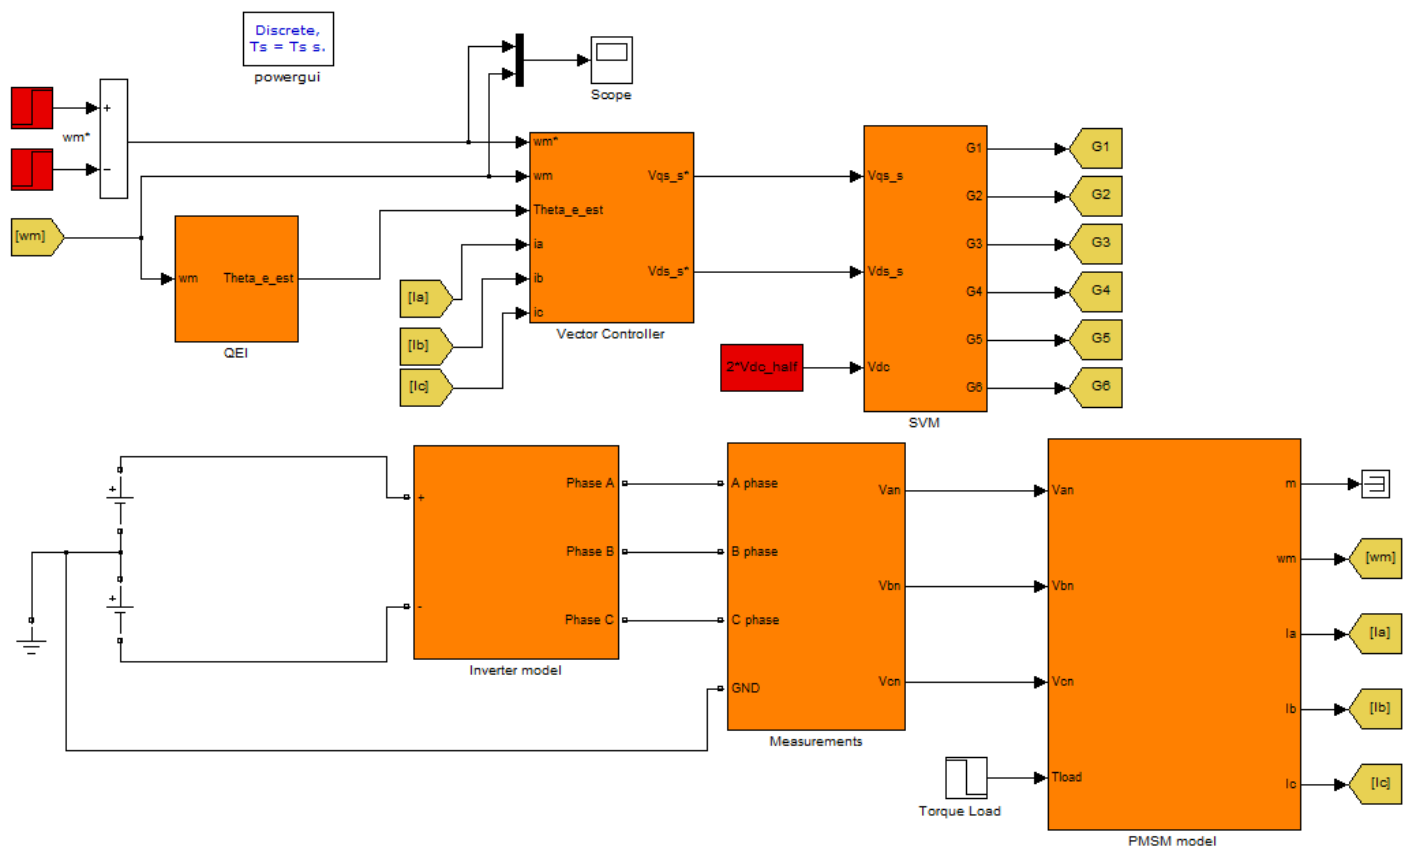 Discrete,
Ts = Ts s.
powergui
Scope
+
wm*
-
[wm]
wm
Theta_e_est
QEI
[Ia]
[Ib]
[Ic]
wm*
wm
Theta_e_est
ia
ib
ic
Vqs_s*
Vds_s*
Vector Controller
2*Vdc_half
Vqs_s
Vds_s
Vdc
G1
G2
G3
G4
G5
G6
SVM
G1
G2
G3
G4
G5
G6
+
+
+
-
Phase A
Phase B
Phase C
Inverter model
A phase
B phase
C phase
GND
Van
Vbn
Vcn
Measurements
Torque Load
Van
Vbn
Vcn
Tload
m
wm
Ia
Ib
Ic
PMSM model
[wm]
[Ia]
[Ib]
[Ic]